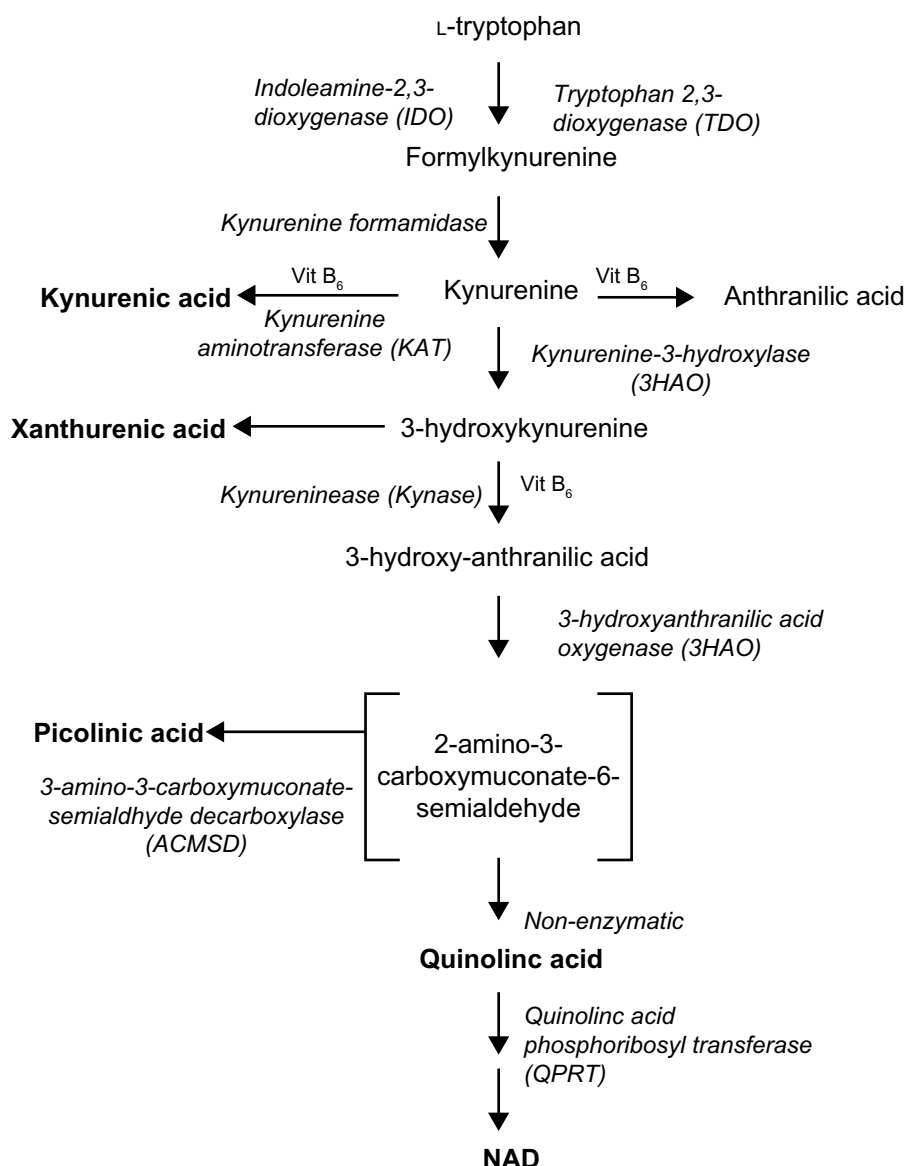 L-tryptophan
Indoleamine-2,3-
dioxygenase (IDO)
Tryptophan 2,3-
dioxygenase (TDO)
Formylkynurenine
Kynurenine formamidase
Vit B6
Kynurenic acid
Kynurenine
aminotransferase (KAT)
Kynurenine
Vit B6
Anthranilic acid
Kynurenine-3-hydroxylase
(3HAO)
Xanthurenic acid
3-hydroxykynurenine
Kynureninease (Kynase)
Vit B6
3-hydroxy-anthranilic acid
3-hydroxyanthranilic acid
oxygenase (3HAO)
Picolinic acid
3-amino-3-carboxymuconate-
semialdhyde decarboxylase
(ACMSD)
2-amino-3-
carboxymuconate-6-
semialdehyde
Non-enzymatic
Quinolinc acid
Quinolinc acid
phosphoribosyl transferase
(QPRT)
NAD